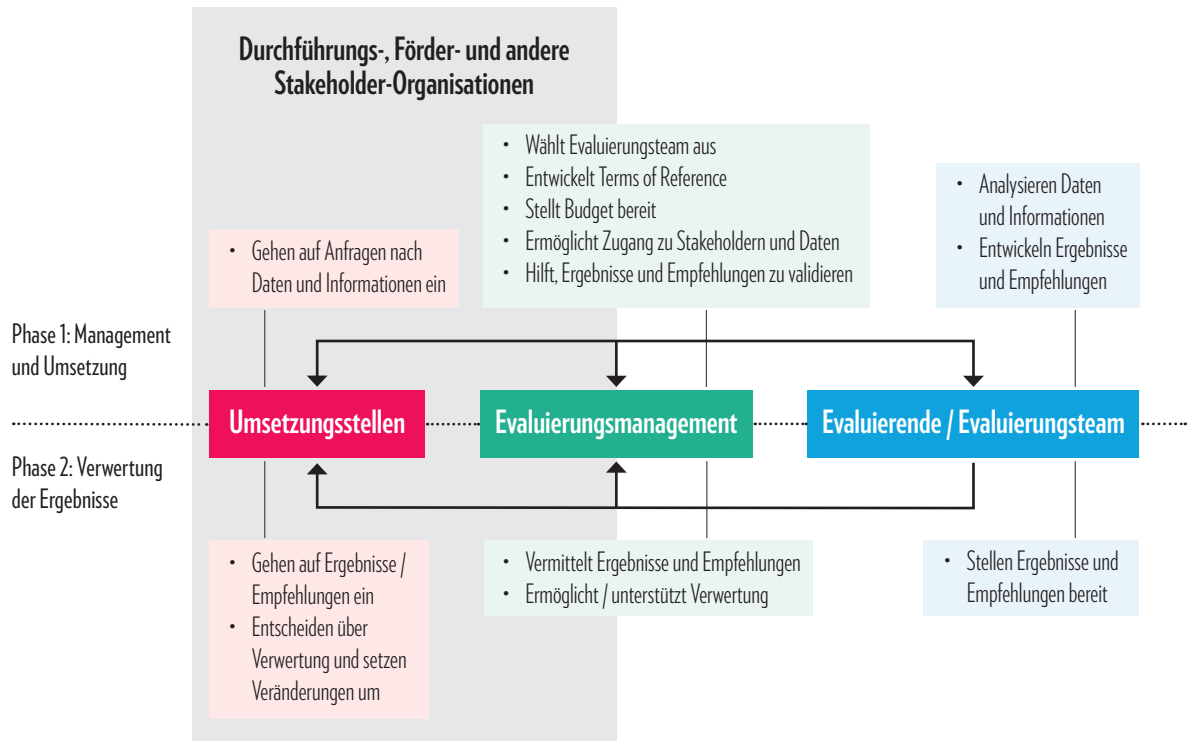 Durchführungs-, Förder- und andere
Stakeholder-Organisationen
• Wählt Evaluierungsteam aus
• Entwickelt Terms of Reference
• Stellt Budget bereit
• Ermöglicht Zugang zu Stakeholdern und Daten
• Hilft, Ergebnisse und Empfehlungen zu validieren
• Analysieren Daten
und Informationen
• Entwickeln Ergebnisse
und Empfehlungen
• Gehen auf Anfragen nach
Daten und Informationen ein
Phase 1: Management
und Umsetzung
Umsetzungsstellen
Evaluierungsmanagement
Evaluierende / Evaluierungsteam
Phase 2: Verwertung
der Ergebnisse
• Gehen auf Ergebnisse /
Empfehlungen ein
• Entscheiden über
Verwertung und setzen
Veränderungen um
• Vermittelt Ergebnisse und Empfehlungen
• Ermöglicht / unterstützt Verwertung
• Stellen Ergebnisse und
Empfehlungen bereit